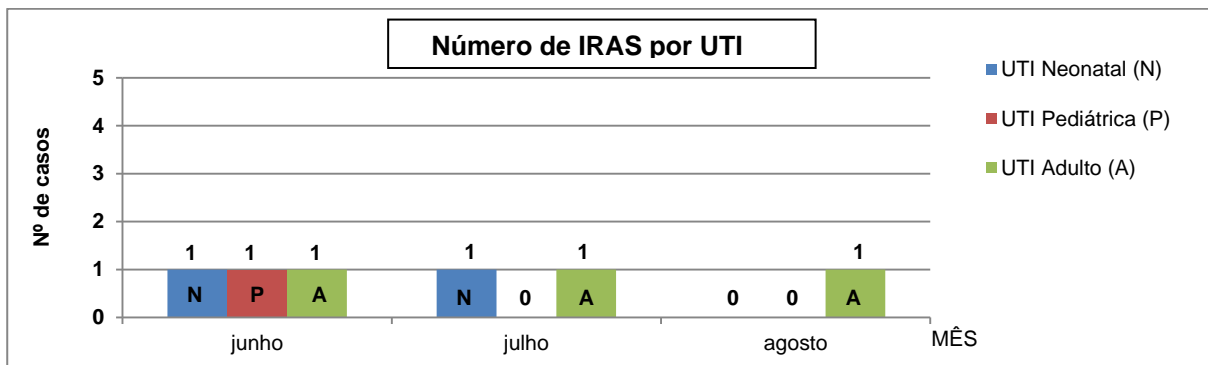 Número de IRAS por UTI
UTI Neonatal (N)
UTI Pediátrica (P)
UTI Adulto (A)
Nº de casos
5
4
3
2
1
0
1 1 1 1 1 1
N P A N 0 A 0 0 A
junho julho agosto MÊS